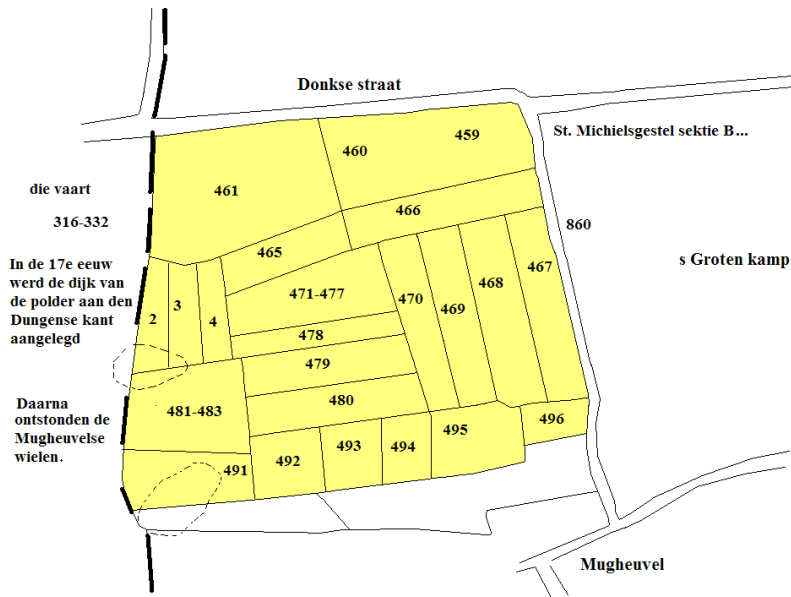 Donkse straat
St. Michielsgestel sektie B...
459
460
461
die vaart
316-332
466
860
465
In de 17e eeuw
werd de dijk van
de polder aan den
Dungense kant
aangelegd
s Groten kamp
467
468
469
470
471-477
2
3
4
478
479
480
481-483
Daarna
ontstonden de
Mugheuvelse
wielen.
491
492
493
494
495
496
Mugheuvel